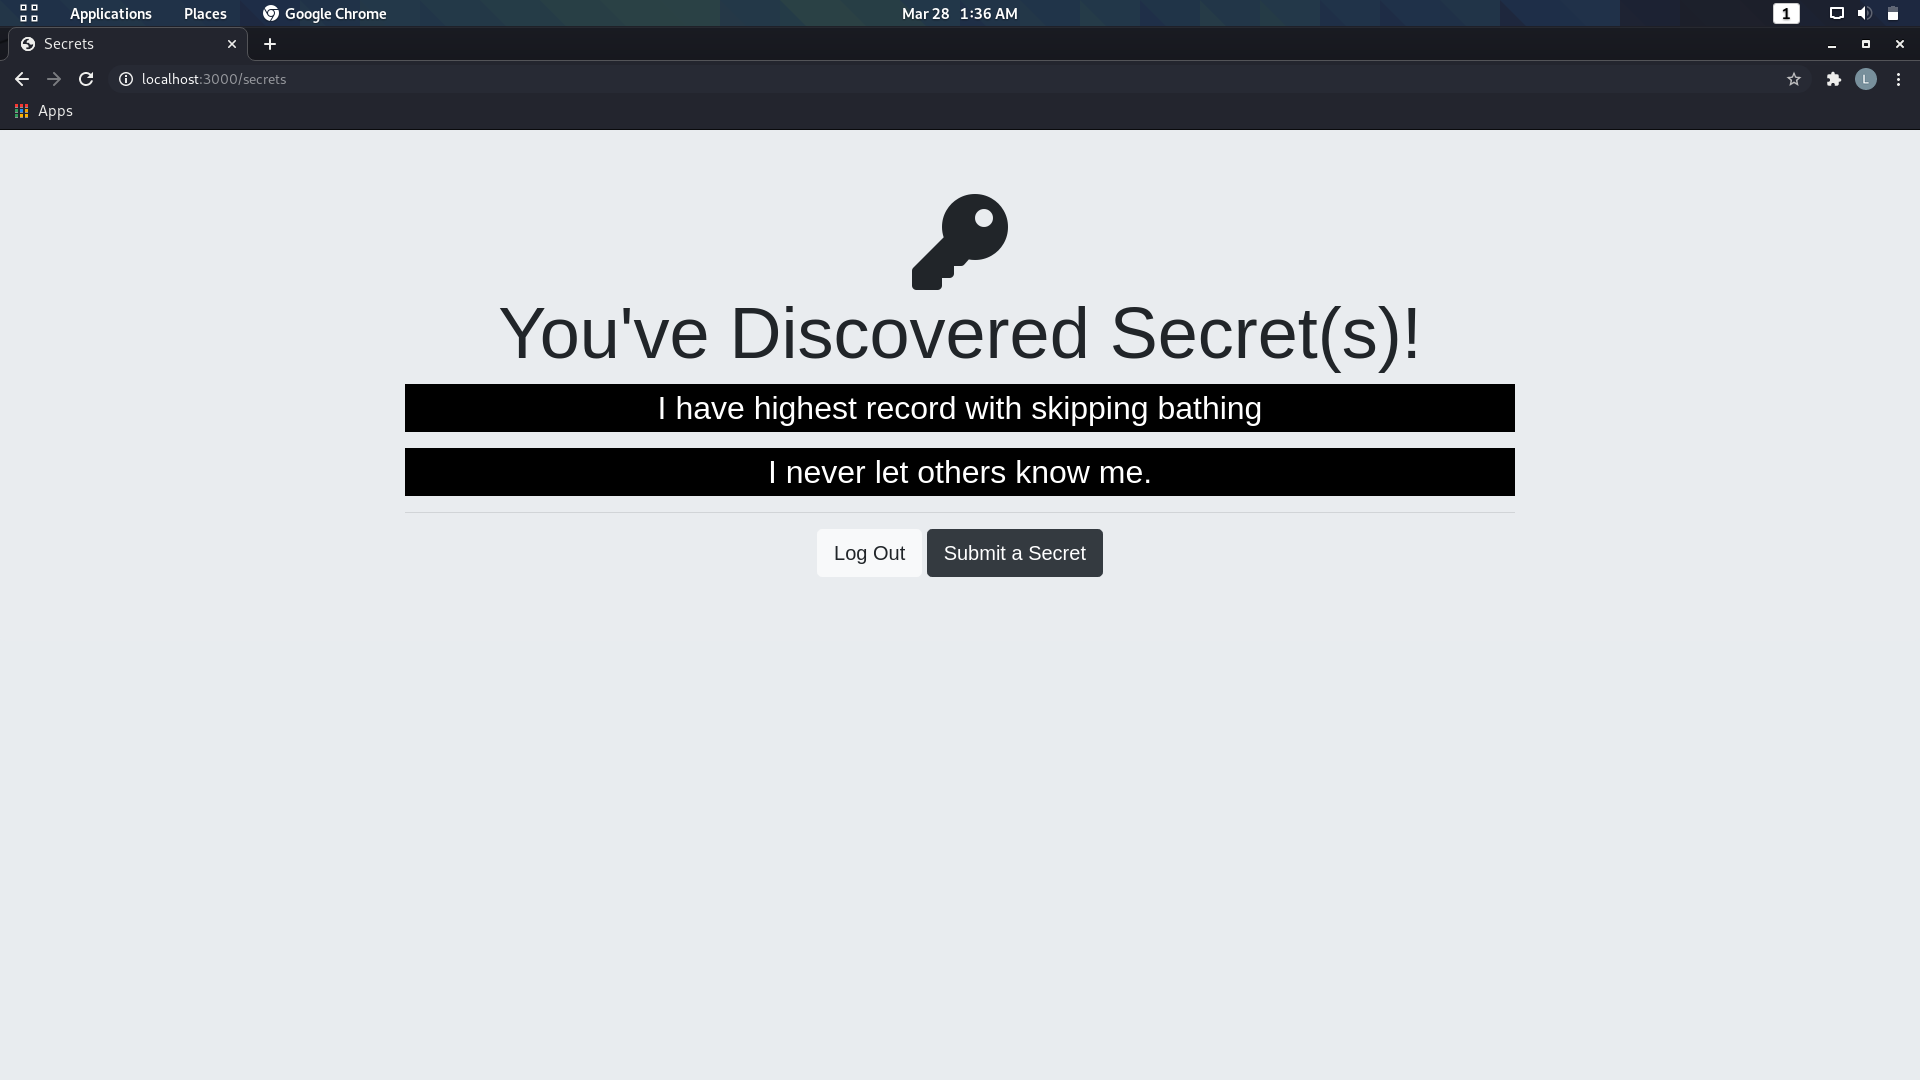 Applications Places Google Chrome Mar 28 1:36 AM 1
Secrets
localhost:3000/secrets L
Apps
You've Discovered Secret(s)!
I have highest record with skipping bathing
I never let others know me.
Log Out Submit a Secret